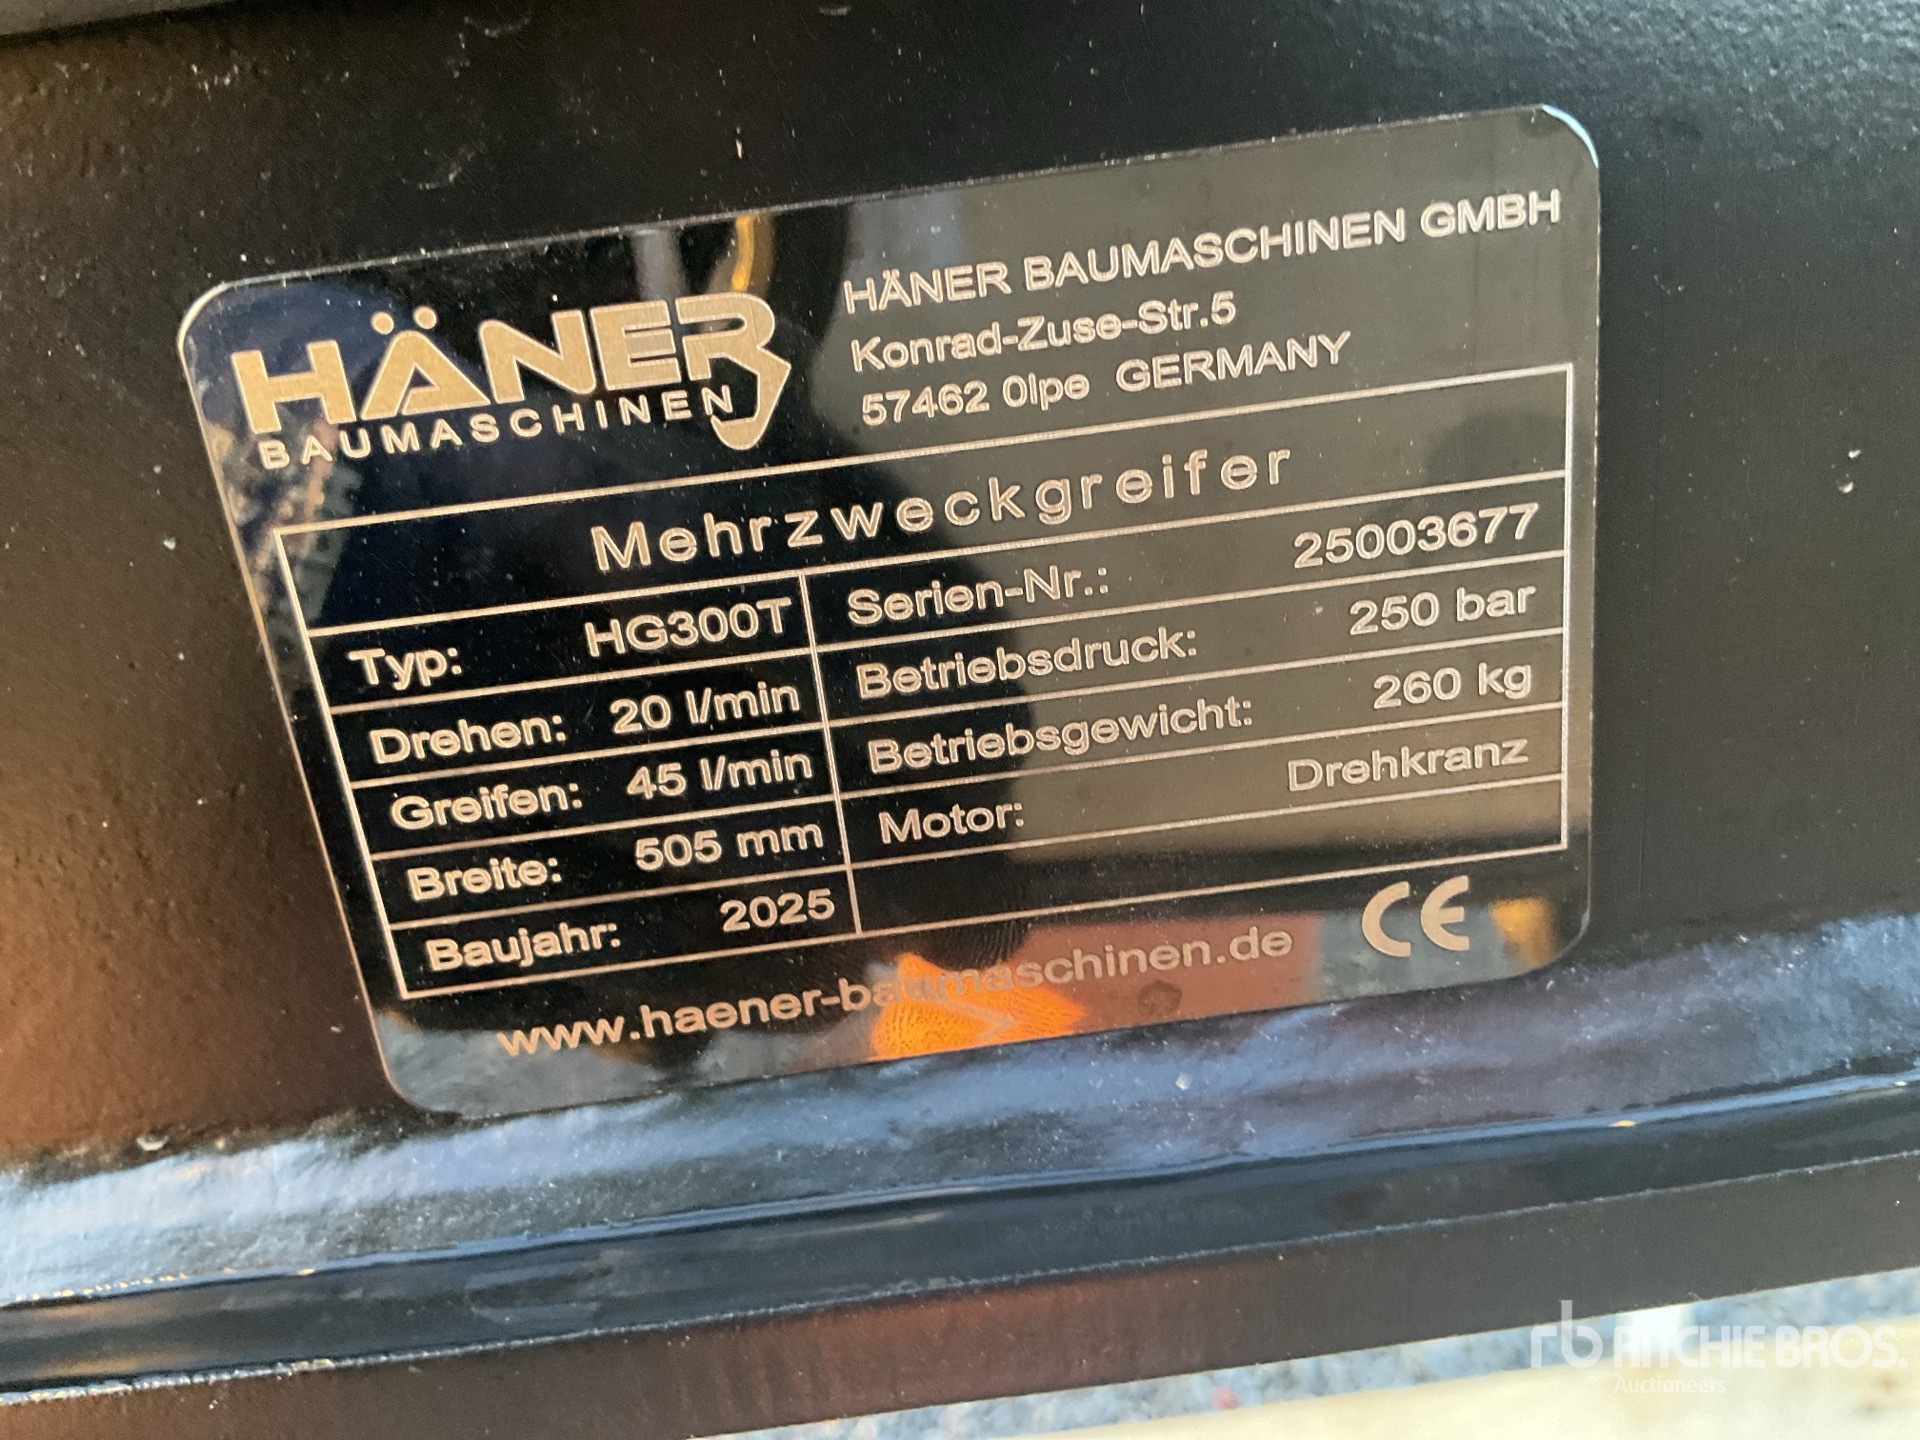 HÄNER
BAUMASCHINEN
HÄNER BAUMASCHINEN GMBH
Konrad-Zuse-Str.5
57462 Olpe GERMANY
Mehrzweckgreifer
Typ: HG300T
Serien-Nr.: 25003677
Drehen: 20 l/min
Betriebsdruck: 250 bar
Greifen: 45 l/min
Betriebsgewicht: 260 kg
Breite: 505 mm
Motor: Drehkranz
Baujahr: 2025
www.haener-baumaschinen.de
CE
rb RITCHIE BROS.
Auctioneers